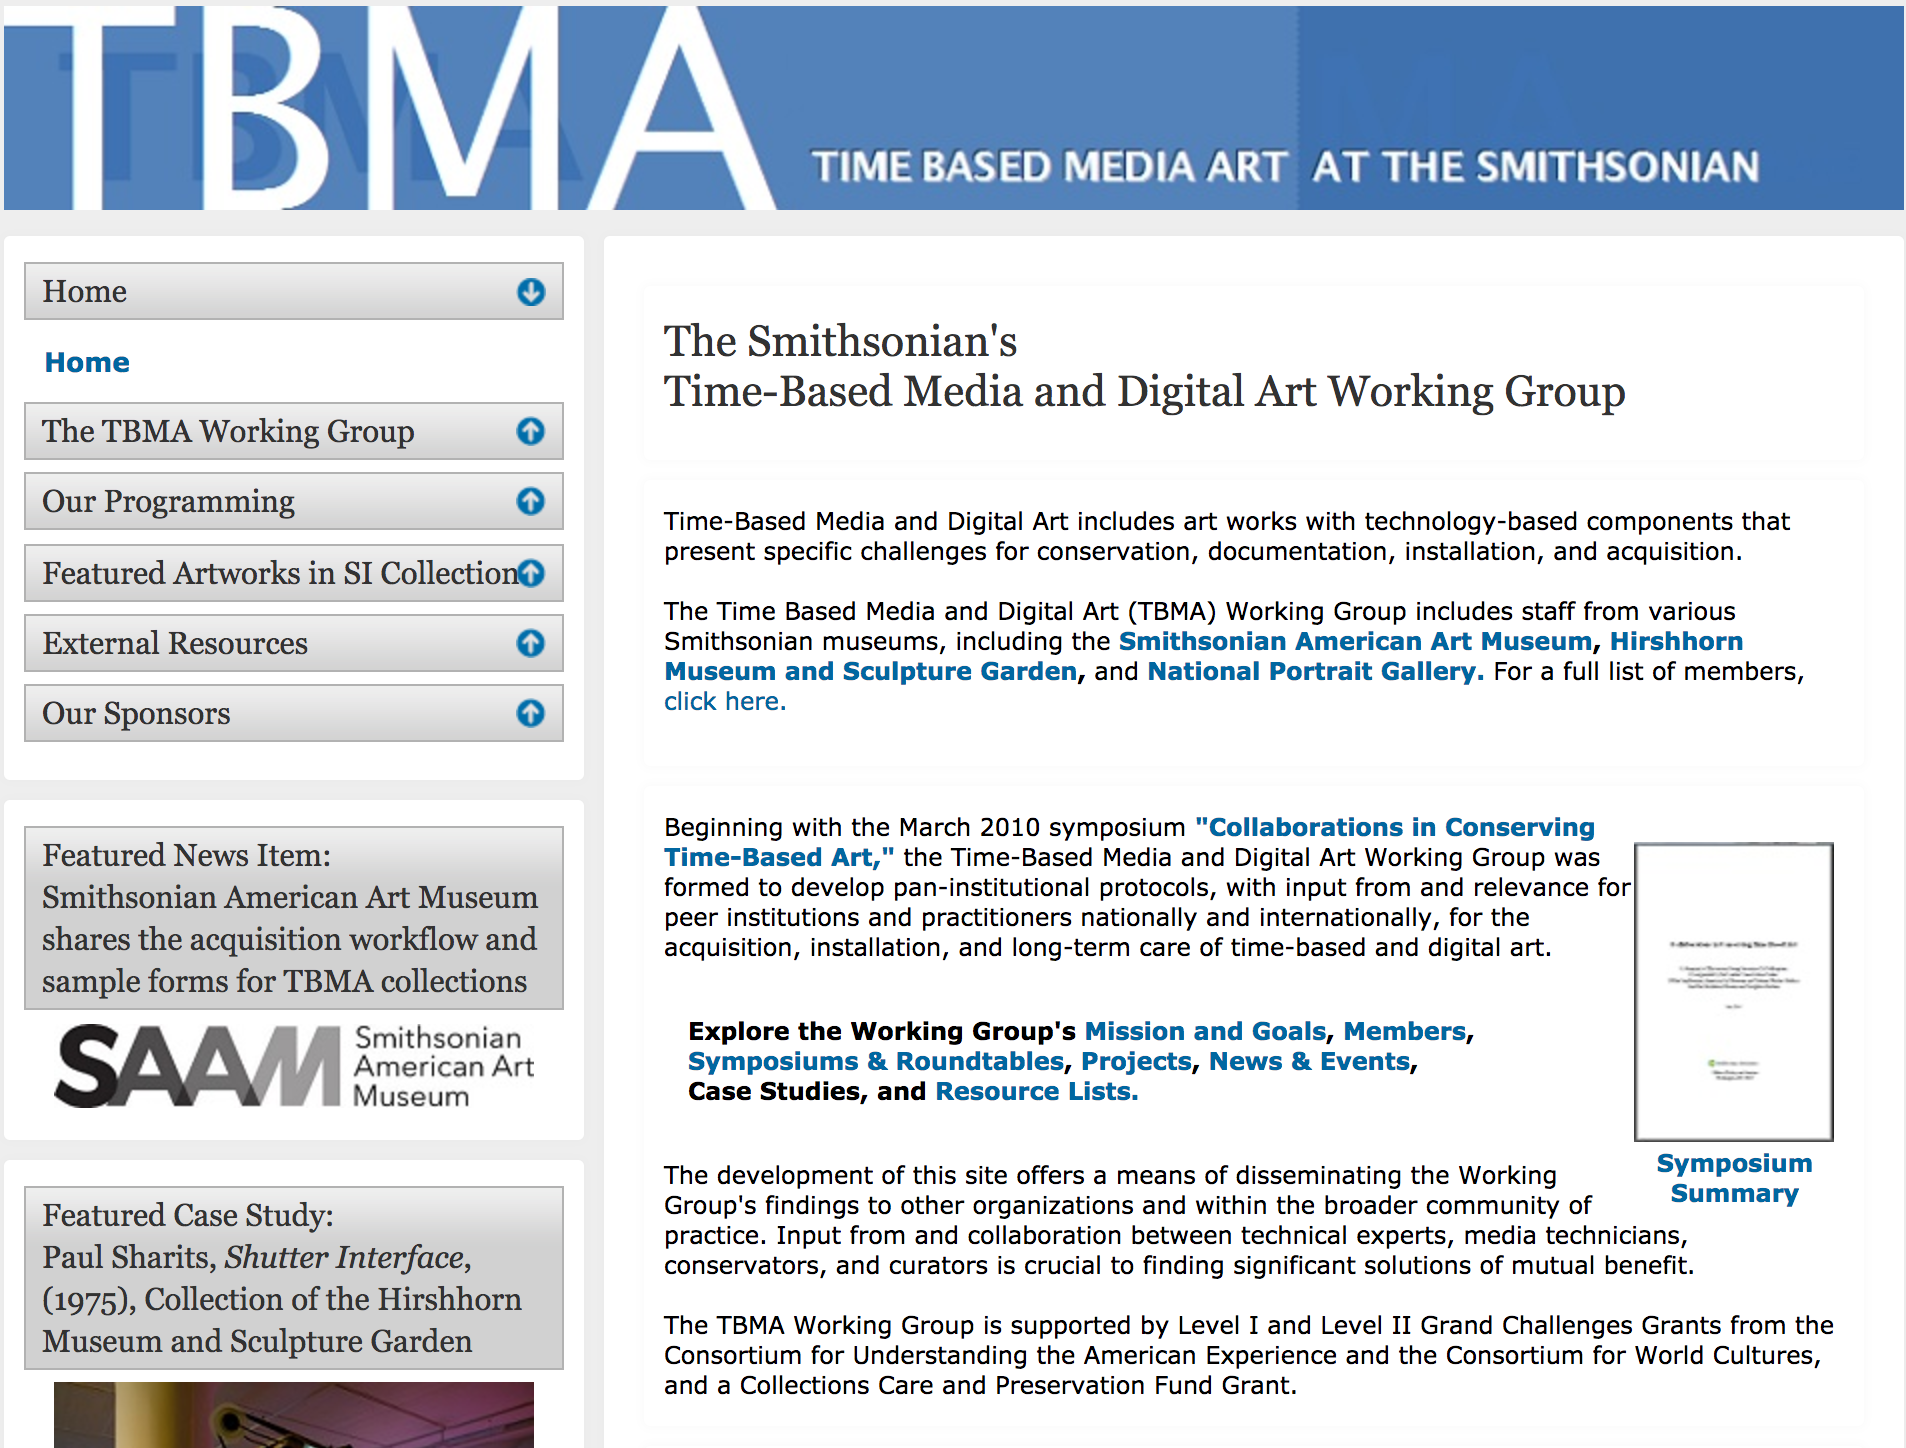 TBMA
TIME BASED MEDIA ART AT THE SMITHSONIAN
Home
Home
The TBMA Working Group
Our Programming
Featured Artworks in SI Collection
External Resources
Our Sponsors
Featured News Item:
Smithsonian American Art Museum
shares the acquisition workflow and
sample forms for TBMA collections
SAAM
Smithsonian
American Art
Museum
Featured Case Study:
Paul Sharits, Shutter Interface,
(1975), Collection of the Hirshhorn
Museum and Sculpture Garden
The Smithsonian's
Time-Based Media and Digital Art Working Group
Time-Based Media and Digital Art includes art works with technology-based components that
present specific challenges for conservation, documentation, installation, and acquisition.
The Time Based Media and Digital Art (TBMA) Working Group includes staff from various
Smithsonian museums, including the Smithsonian American Art Museum, Hirshhorn
Museum and Sculpture Garden, and National Portrait Gallery. For a full list of members,
click here.
Beginning with the March 2010 symposium "Collaborations in Conserving
Time-Based Art," the Time-Based Media and Digital Art Working Group was
formed to develop pan-institutional protocols, with input from and relevance for
peer institutions and practitioners nationally and internationally, for the
acquisition, installation, and long-term care of time-based and digital art.
Explore the Working Group's Mission and Goals, Members,
Symposiums & Roundtables, Projects, News & Events,
Case Studies, and Resource Lists.
Symposium
Summary
The development of this site offers a means of disseminating the Working
Group's findings to other organizations and within the broader community of
practice. Input from and collaboration between technical experts, media technicians,
conservators, and curators is crucial to finding significant solutions of mutual benefit.
The TBMA Working Group is supported by Level I and Level II Grand Challenges Grants from the
Consortium for Understanding the American Experience and the Consortium for World Cultures,
and a Collections Care and Preservation Fund Grant.